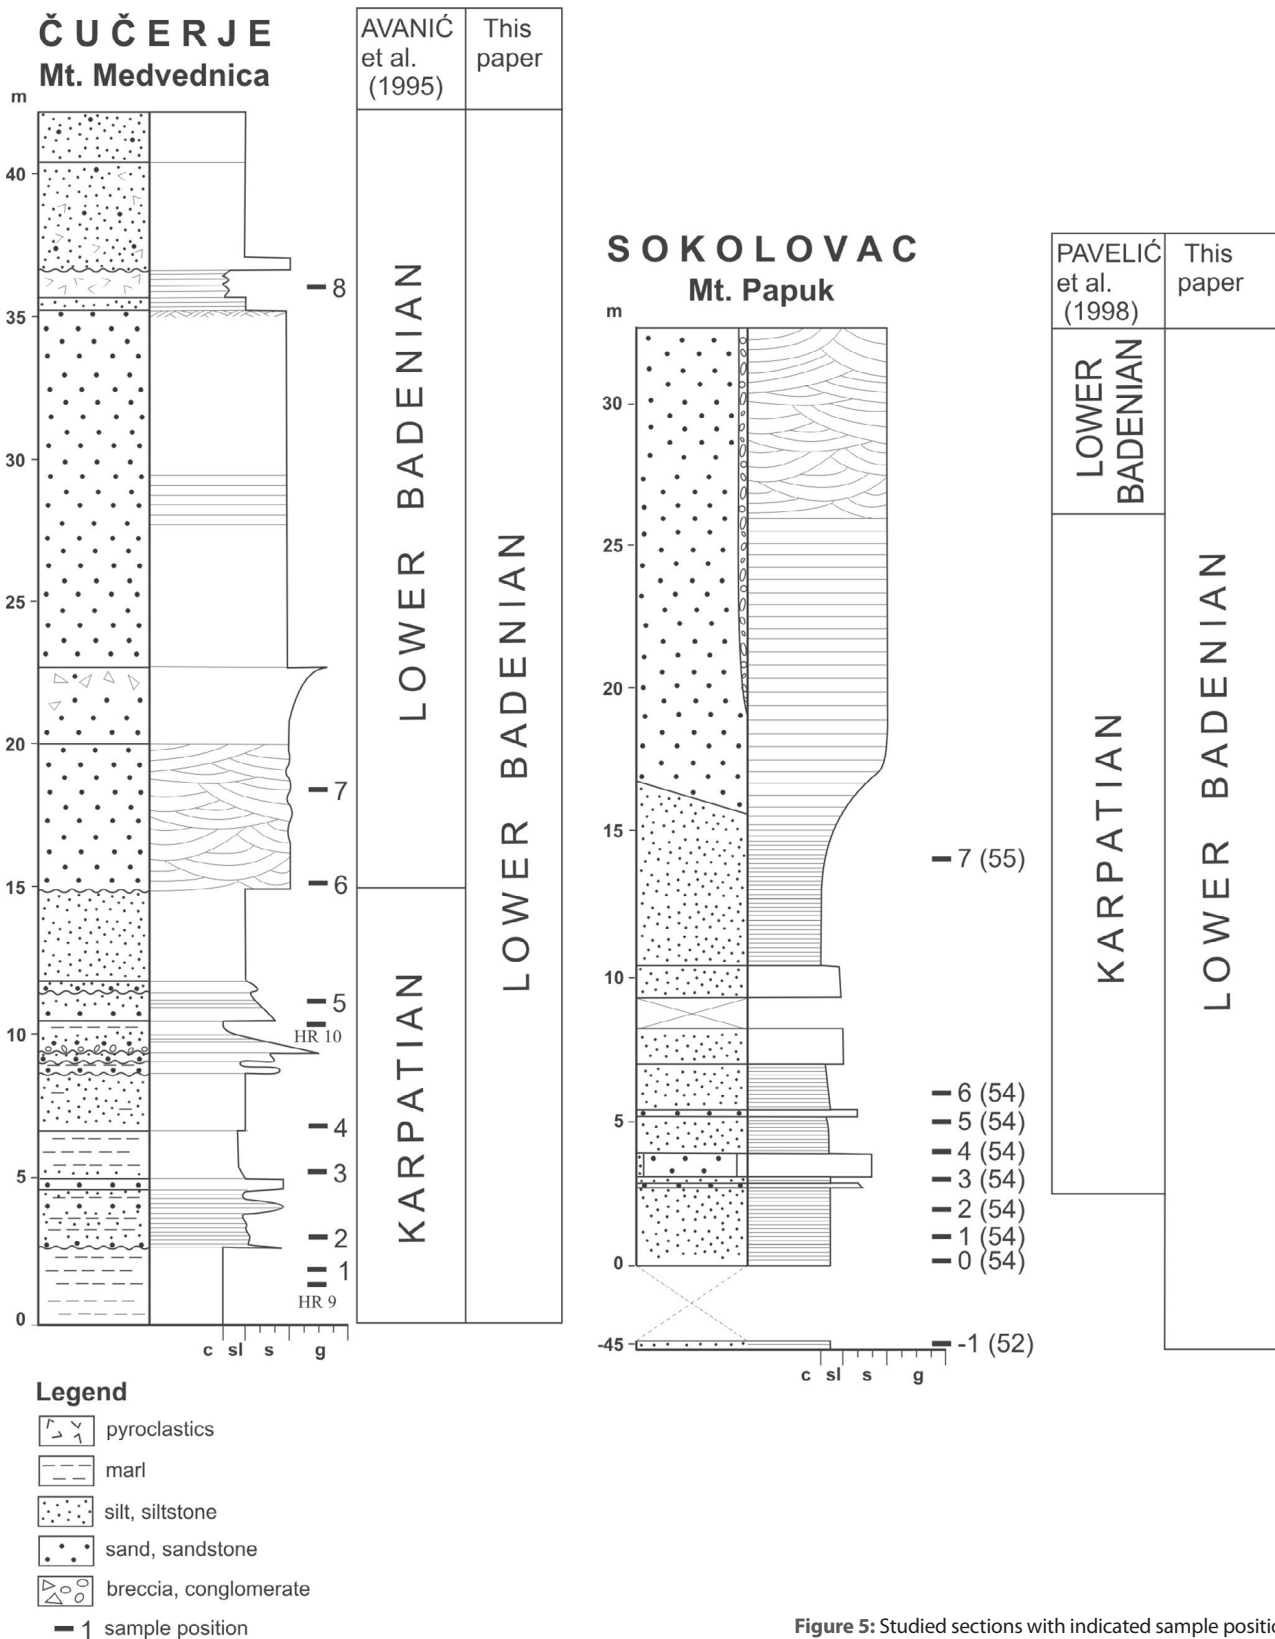 ČUČERJE
Mt. Medvednica
m
40
35
30
25
20
15
10
5
0
8
7
6
5
HR 10
4
3
2
1
HR 9
c sl s g
AVANIĆ
et al.
(1995)
This
paper
LOWER BADENIAN
KARPATIAN
LOWER BADENIAN
SOKOLOVAC
Mt. Papuk
m
30
25
20
15
10
5
0
-45
7 (55)
6 (54)
5 (54)
4 (54)
3 (54)
2 (54)
1 (54)
0 (54)
-1 (52)
c sl s g
PAVELIĆ
et al.
(1998)
This
paper
LOWER
BADENIAN
KARPATIAN
LOWER BADENIAN
Legend
pyroclastics
marl
silt, siltstone
sand, sandstone
breccia, conglomerate
1 sample position
Figure 5: Studied sections with indicated sample positio